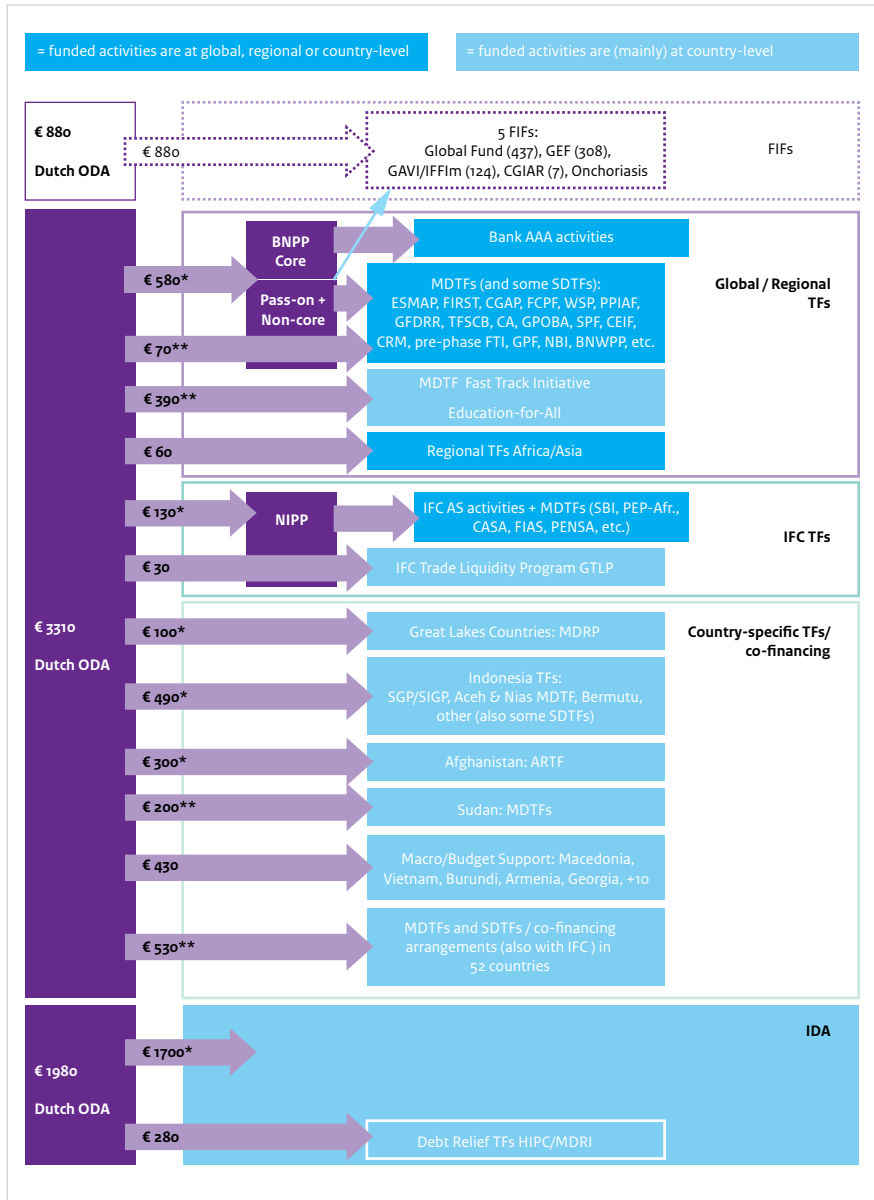 = funded activities are at global, regional or country-level
= funded activities are (mainly) at country-level
€ 880
Dutch ODA
€ 880
5 FIFs:
Global Fund (437), GEF (308),
GAVI/IFFIm (124), CGIAR (7), Onchoriasis
FIFs
BNPP
Core
Bank AAA activities
€ 580*
Pass-on +
Non-core
MDTFs (and some SDTFs):
ESMAP, FIRST, CGAP, FCPF, WSP, PPIAF,
GFDRR, TFSCB, CA, GPOBA, SPF, CEIF,
CRM, pre-phase FTI, GPF, NBI, BNWPP, etc.
Global / Regional
TFs
€ 70**
€ 390**
MDTF Fast Track Initiative
Education-for-All
€ 60
Regional TFs Africa/Asia
€ 130*
NIPP
IFC AS activities + MDTFs (SBI, PEP-Afr.,
CASA, FIAS, PENSA, etc.)
IFC TFs
€ 30
IFC Trade Liquidity Program GTLP
€ 3310
Dutch ODA
€ 100*
Great Lakes Countries: MDRP
Country-specific TFs/
co-financing
€ 490*
Indonesia TFs:
SGP/SIGP, Aceh & Nias MDTF, Bermutu,
other (also some SDTFs)
€ 300*
Afghanistan: ARTF
€ 200**
Sudan: MDTFs
€ 430
Macro/Budget Support: Macedonia,
Vietnam, Burundi, Armenia, Georgia, +10
€ 530**
MDTFs and SDTFs / co-financing
arrangements (also with IFC ) in
52 countries
IDA
€ 1980
Dutch ODA
€ 1700*
€ 280
Debt Relief TFs HIPC/MDRI